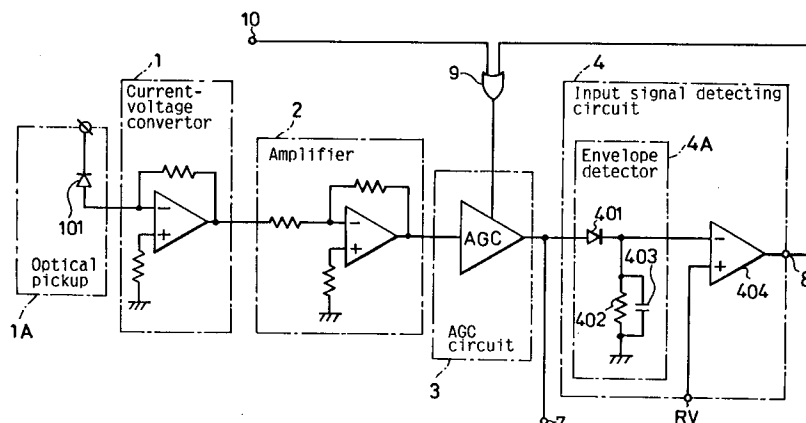 10
1
Current-
voltage
convertor
2
Amplifier
9
4
Input signal detecting
circuit
4A
Envelope
detector
101
Optical
pickup
1A
−
+
−
+
AGC
AGC
circuit
3
401
403
402
−
+
404
8
7
RV